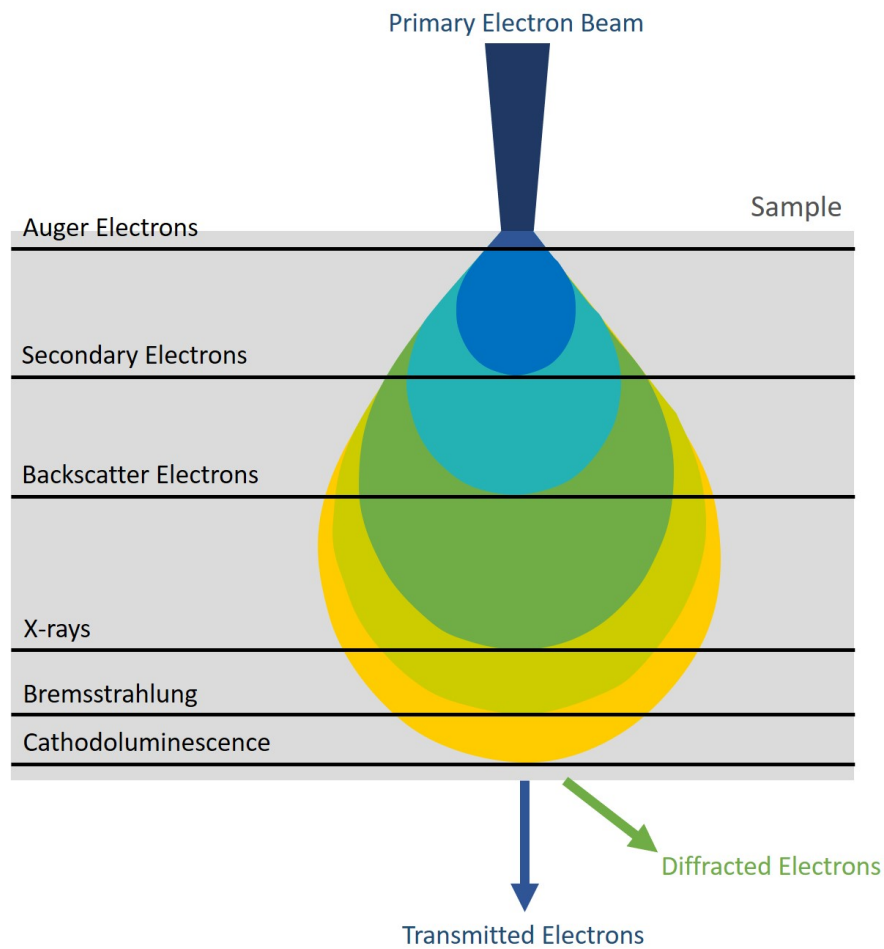 Primary Electron Beam
Sample
Auger Electrons
Secondary Electrons
Backscatter Electrons
X-rays
Bremsstrahlung
Cathodoluminescence
Diffracted Electrons
Transmitted Electrons